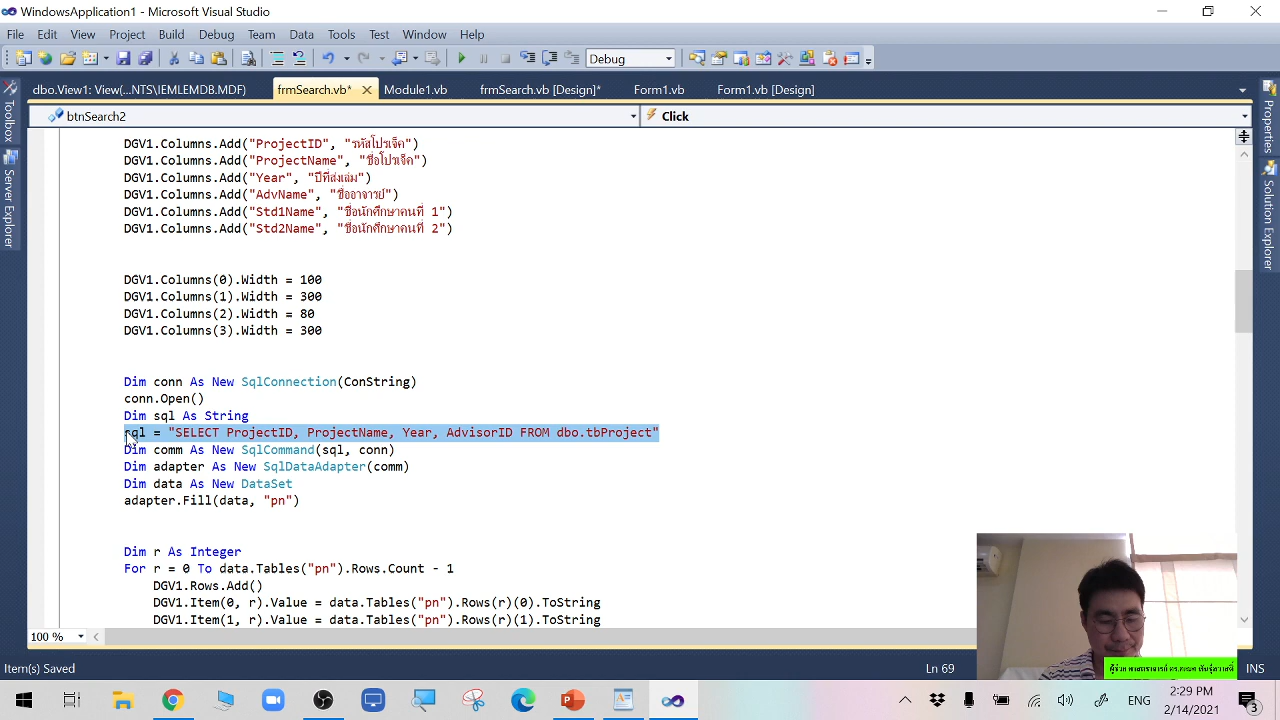 WindowsApplication1 - Microsoft Visual Studio
File Edit View Project Build Debug Team Data Tools Test Window Help
Debug
dbo.View1: View(...NTS\IEMLEMDB.MDF) frmSearch.vb* Module1.vb frmSearch.vb [Design]* Form1.vb Form1.vb [Design]
btnSearch2 Click
Toolbox
Server Explorer
Properties
Solution Explorer
DGV1.Columns.Add("ProjectID", "รหัสโปรเจ็ค")
DGV1.Columns.Add("ProjectName", "ชื่อโปรเจ็ค")
DGV1.Columns.Add("Year", "ปีที่ส่งเล่ม")
DGV1.Columns.Add("AdvName", "ชื่ออาจารย์")
DGV1.Columns.Add("Std1Name", "ชื่อนักศึกษาคนที่ 1")
DGV1.Columns.Add("Std2Name", "ชื่อนักศึกษาคนที่ 2")
DGV1.Columns(0).Width = 100
DGV1.Columns(1).Width = 300
DGV1.Columns(2).Width = 80
DGV1.Columns(3).Width = 300
Dim conn As New SqlConnection(ConString)
conn.Open()
Dim sql As String
sql = "SELECT ProjectID, ProjectName, Year, AdvisorID FROM dbo.tbProject"
Dim comm As New SqlCommand(sql, conn)
Dim adapter As New SqlDataAdapter(comm)
Dim data As New DataSet
adapter.Fill(data, "pn")
Dim r As Integer
For r = 0 To data.Tables("pn").Rows.Count - 1
DGV1.Rows.Add()
DGV1.Item(0, r).Value = data.Tables("pn").Rows(r)(0).ToString
DGV1.Item(1, r).Value = data.Tables("pn").Rows(r)(1).ToString
100 %
Item(s) Saved Ln 69 INS
ENG 2:29 PM
2/14/2021 3